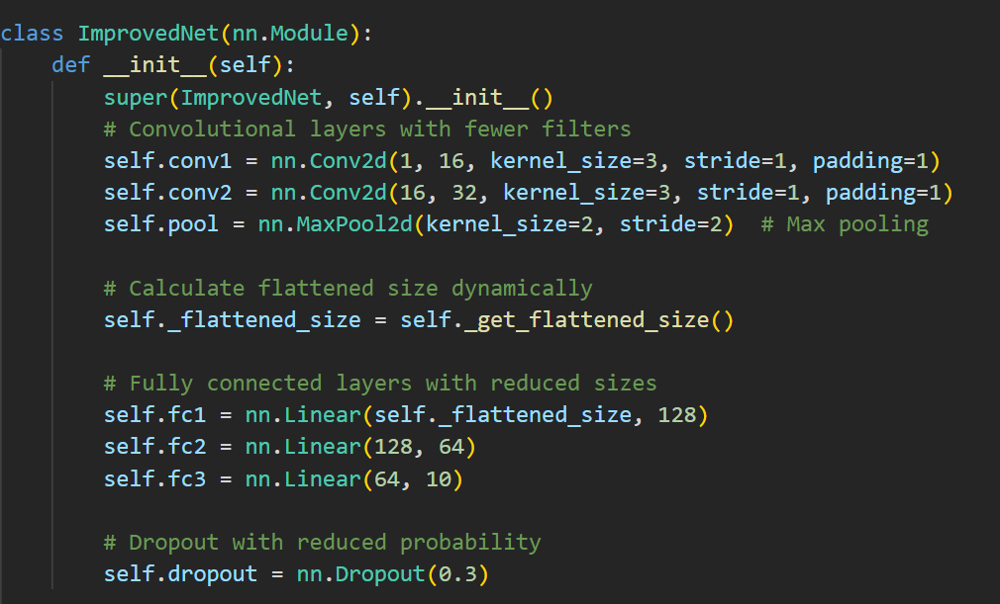 class ImprovedNet(nn.Module):
    def __init__(self):
        super(ImprovedNet, self).__init__()
        # Convolutional layers with fewer filters
        self.conv1 = nn.Conv2d(1, 16, kernel_size=3, stride=1, padding=1)
        self.conv2 = nn.Conv2d(16, 32, kernel_size=3, stride=1, padding=1)
        self.pool = nn.MaxPool2d(kernel_size=2, stride=2)  # Max pooling

        # Calculate flattened size dynamically
        self._flattened_size = self._get_flattened_size()

        # Fully connected layers with reduced sizes
        self.fc1 = nn.Linear(self._flattened_size, 128)
        self.fc2 = nn.Linear(128, 64)
        self.fc3 = nn.Linear(64, 10)

        # Dropout with reduced probability
        self.dropout = nn.Dropout(0.3)